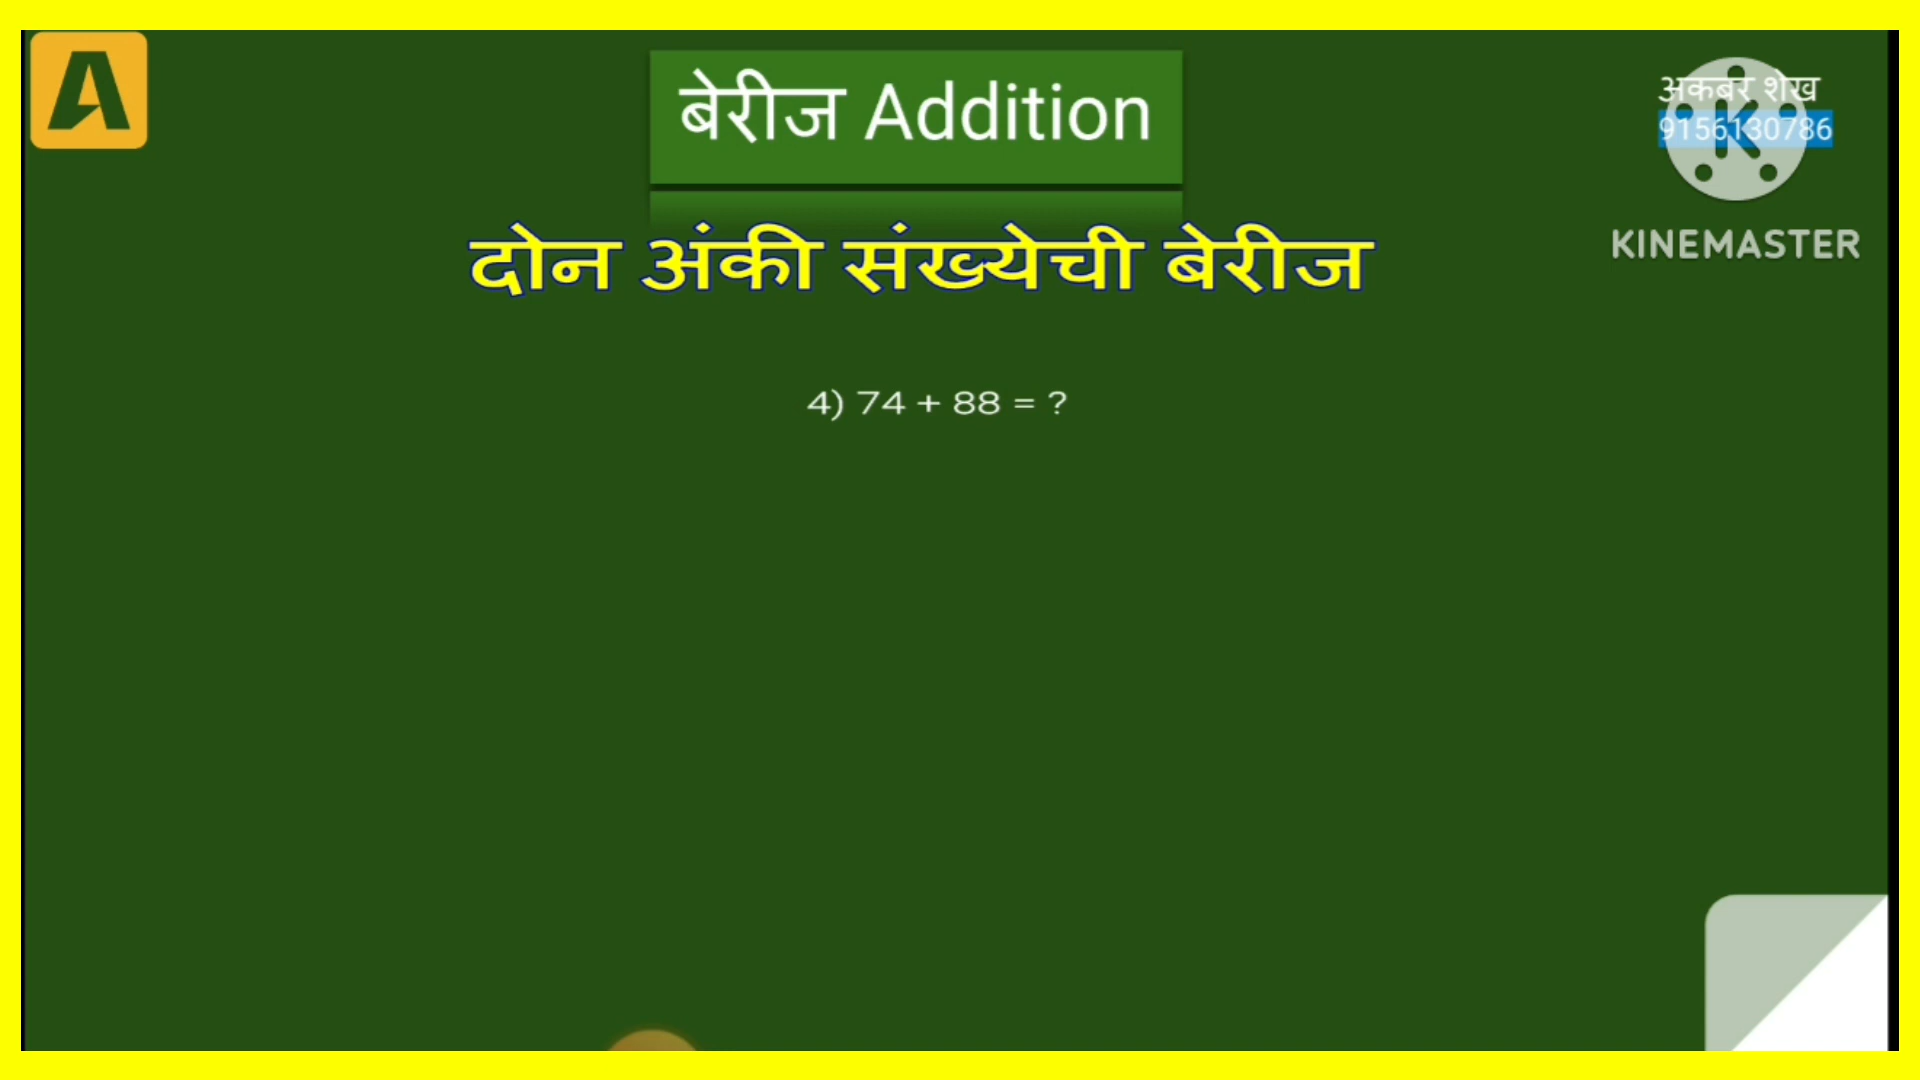 A
बेरीज Addition
अकबर शेख
9156130786
KINEMASTER
दोन अंकी संख्येची बेरीज
4) 74 + 88 = ?